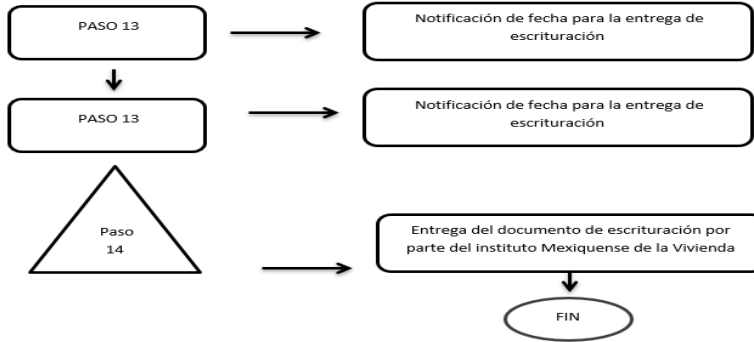 PASO 13
Notificación de fecha para la entrega de
escrituración
PASO 13
Notificación de fecha para la entrega de
escrituración
Paso
14
Entrega del documento de escrituración por
parte del instituto Mexiquense de la Vivienda
FIN